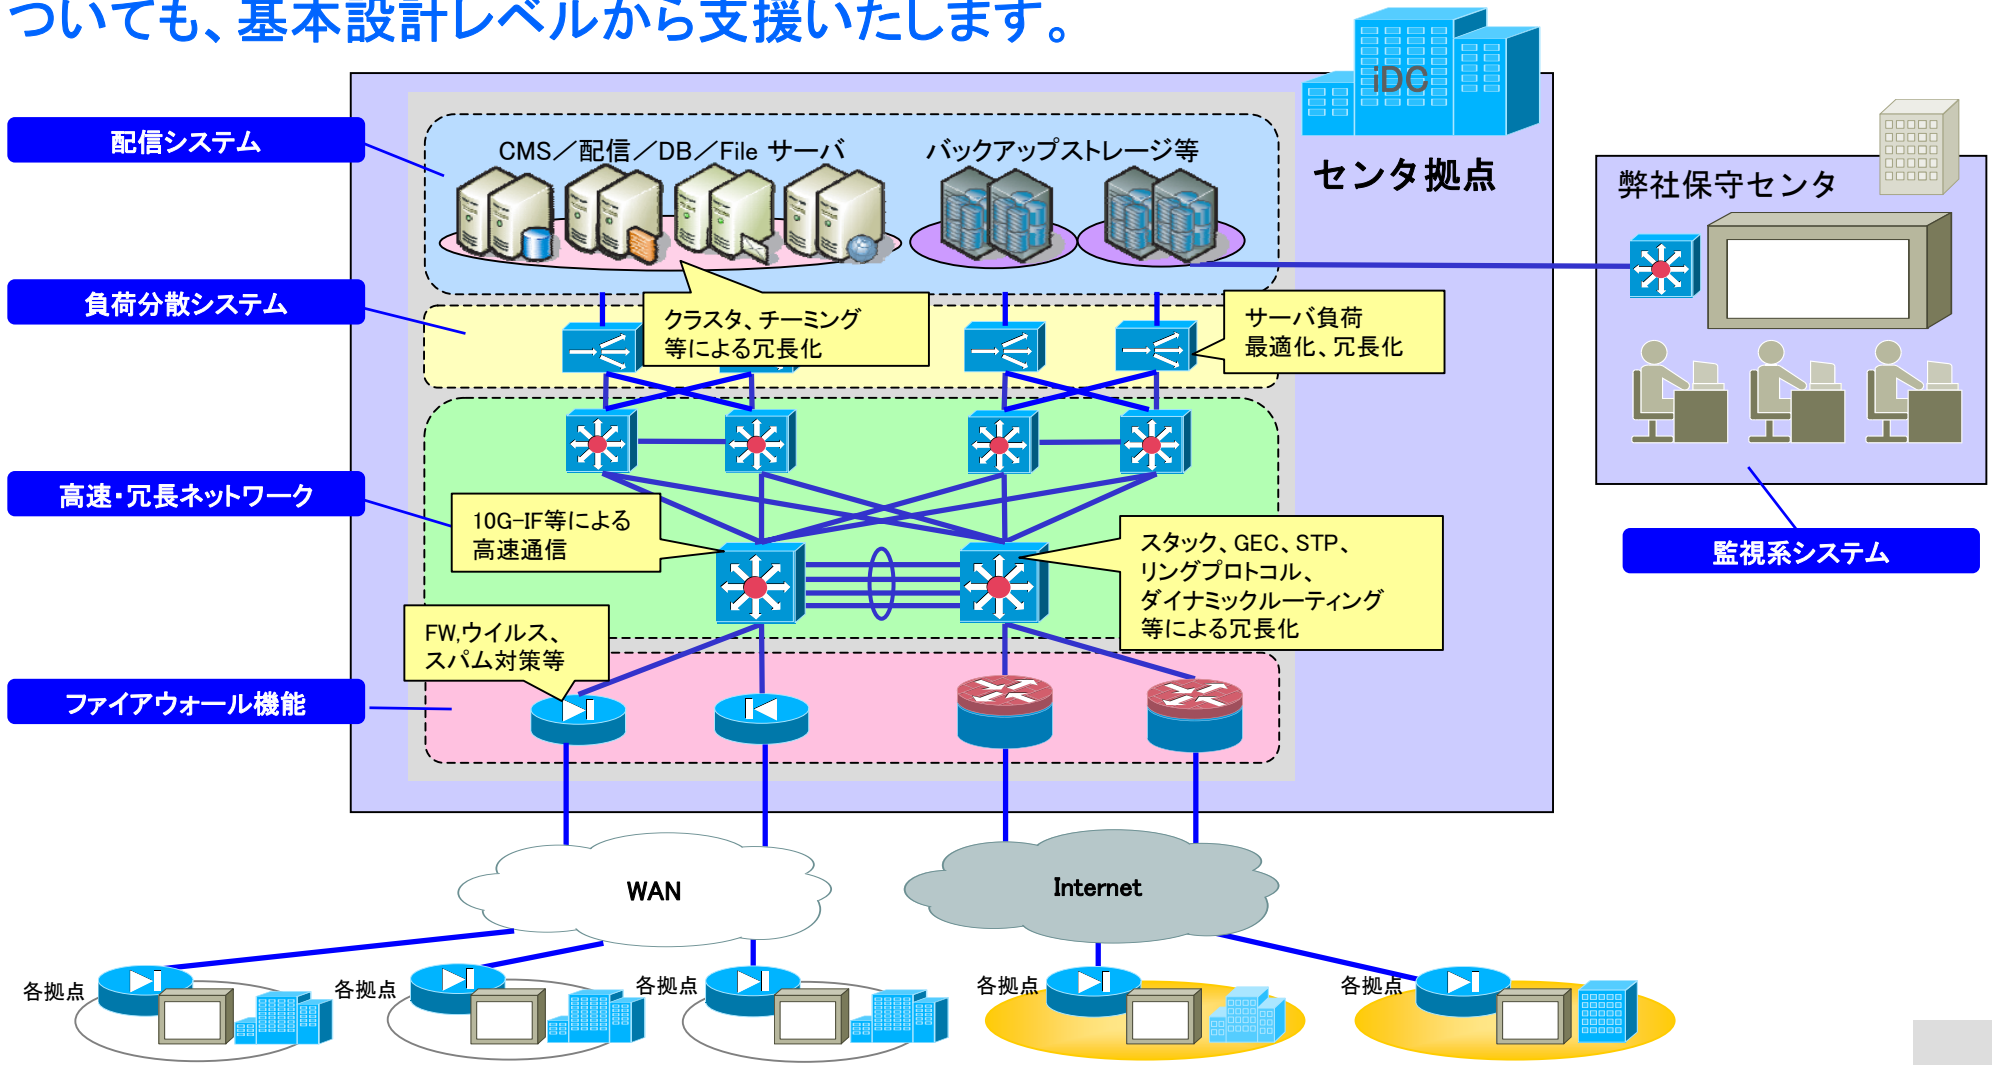 ついても、基本設計レベルから支援いたします。
iDC
センタ拠点
配信システム
CMS／配信／DB／File サーバ
バックアップストレージ等
弊社保守センタ
負荷分散システム
クラスタ、チーミング
等による冗長化
サーバ負荷
最適化、冗長化
高速・冗長ネットワーク
10G-IF等による
高速通信
スタック、GEC、STP、
リングプロトコル、
ダイナミックルーティング
等による冗長化
監視系システム
FW,ウイルス、
スパム対策等
ファイアウォール機能
WAN
Internet
各拠点
各拠点
各拠点
各拠点
各拠点